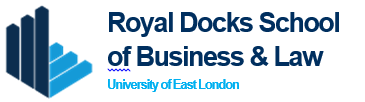 Royal Docks School
of Business & Law
University of East London